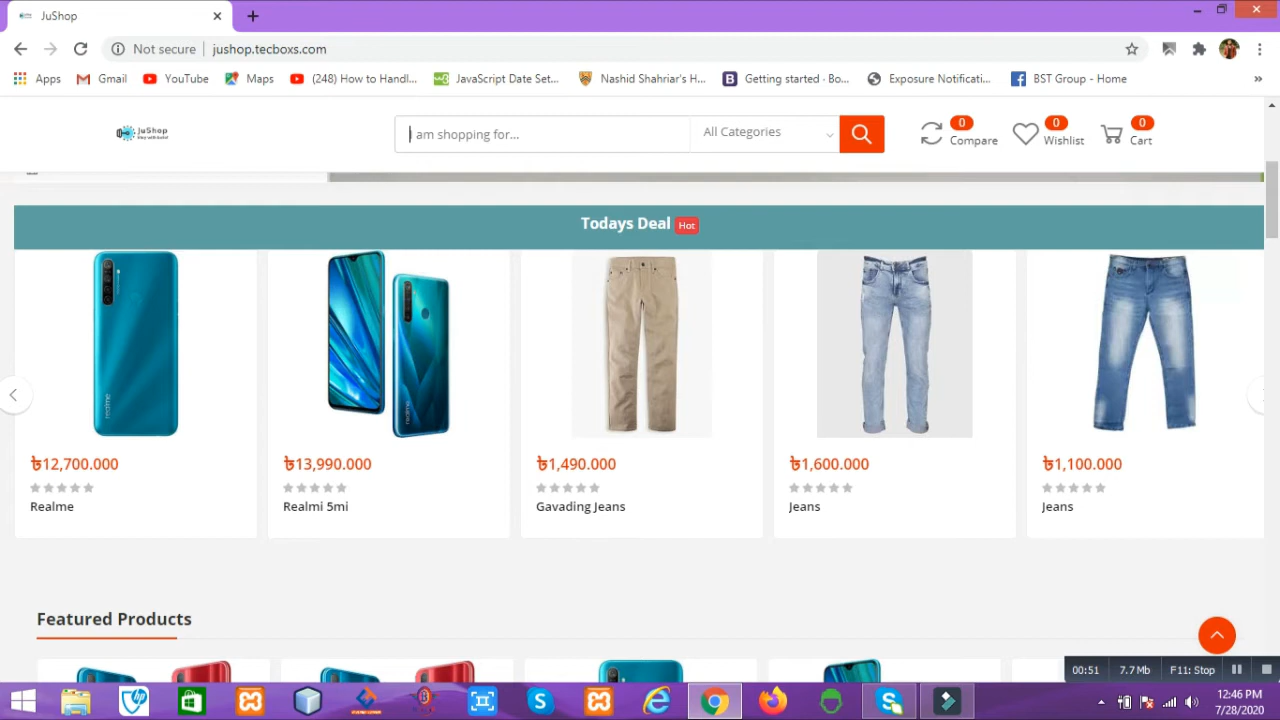 JuShop
Not secure
jushop.tecboxs.com
Apps
Gmail
YouTube
Maps
(248) How to Handl...
JavaScript Date Set...
Nashid Shahriar's H...
Getting started · Bo...
Exposure Notificati...
BST Group - Home
»
JuShop
I am shopping for...
All Categories
0
Compare
0
Wishlist
0
Cart
Todays Deal Hot
realme
৳12,700.000
Realme
৳13,990.000
Realmi 5mi
৳1,490.000
Gavading Jeans
৳1,600.000
Jeans
৳1,100.000
Jeans
Featured Products
00:51
7.7 Mb
F11: Stop
12:46 PM
7/28/2020